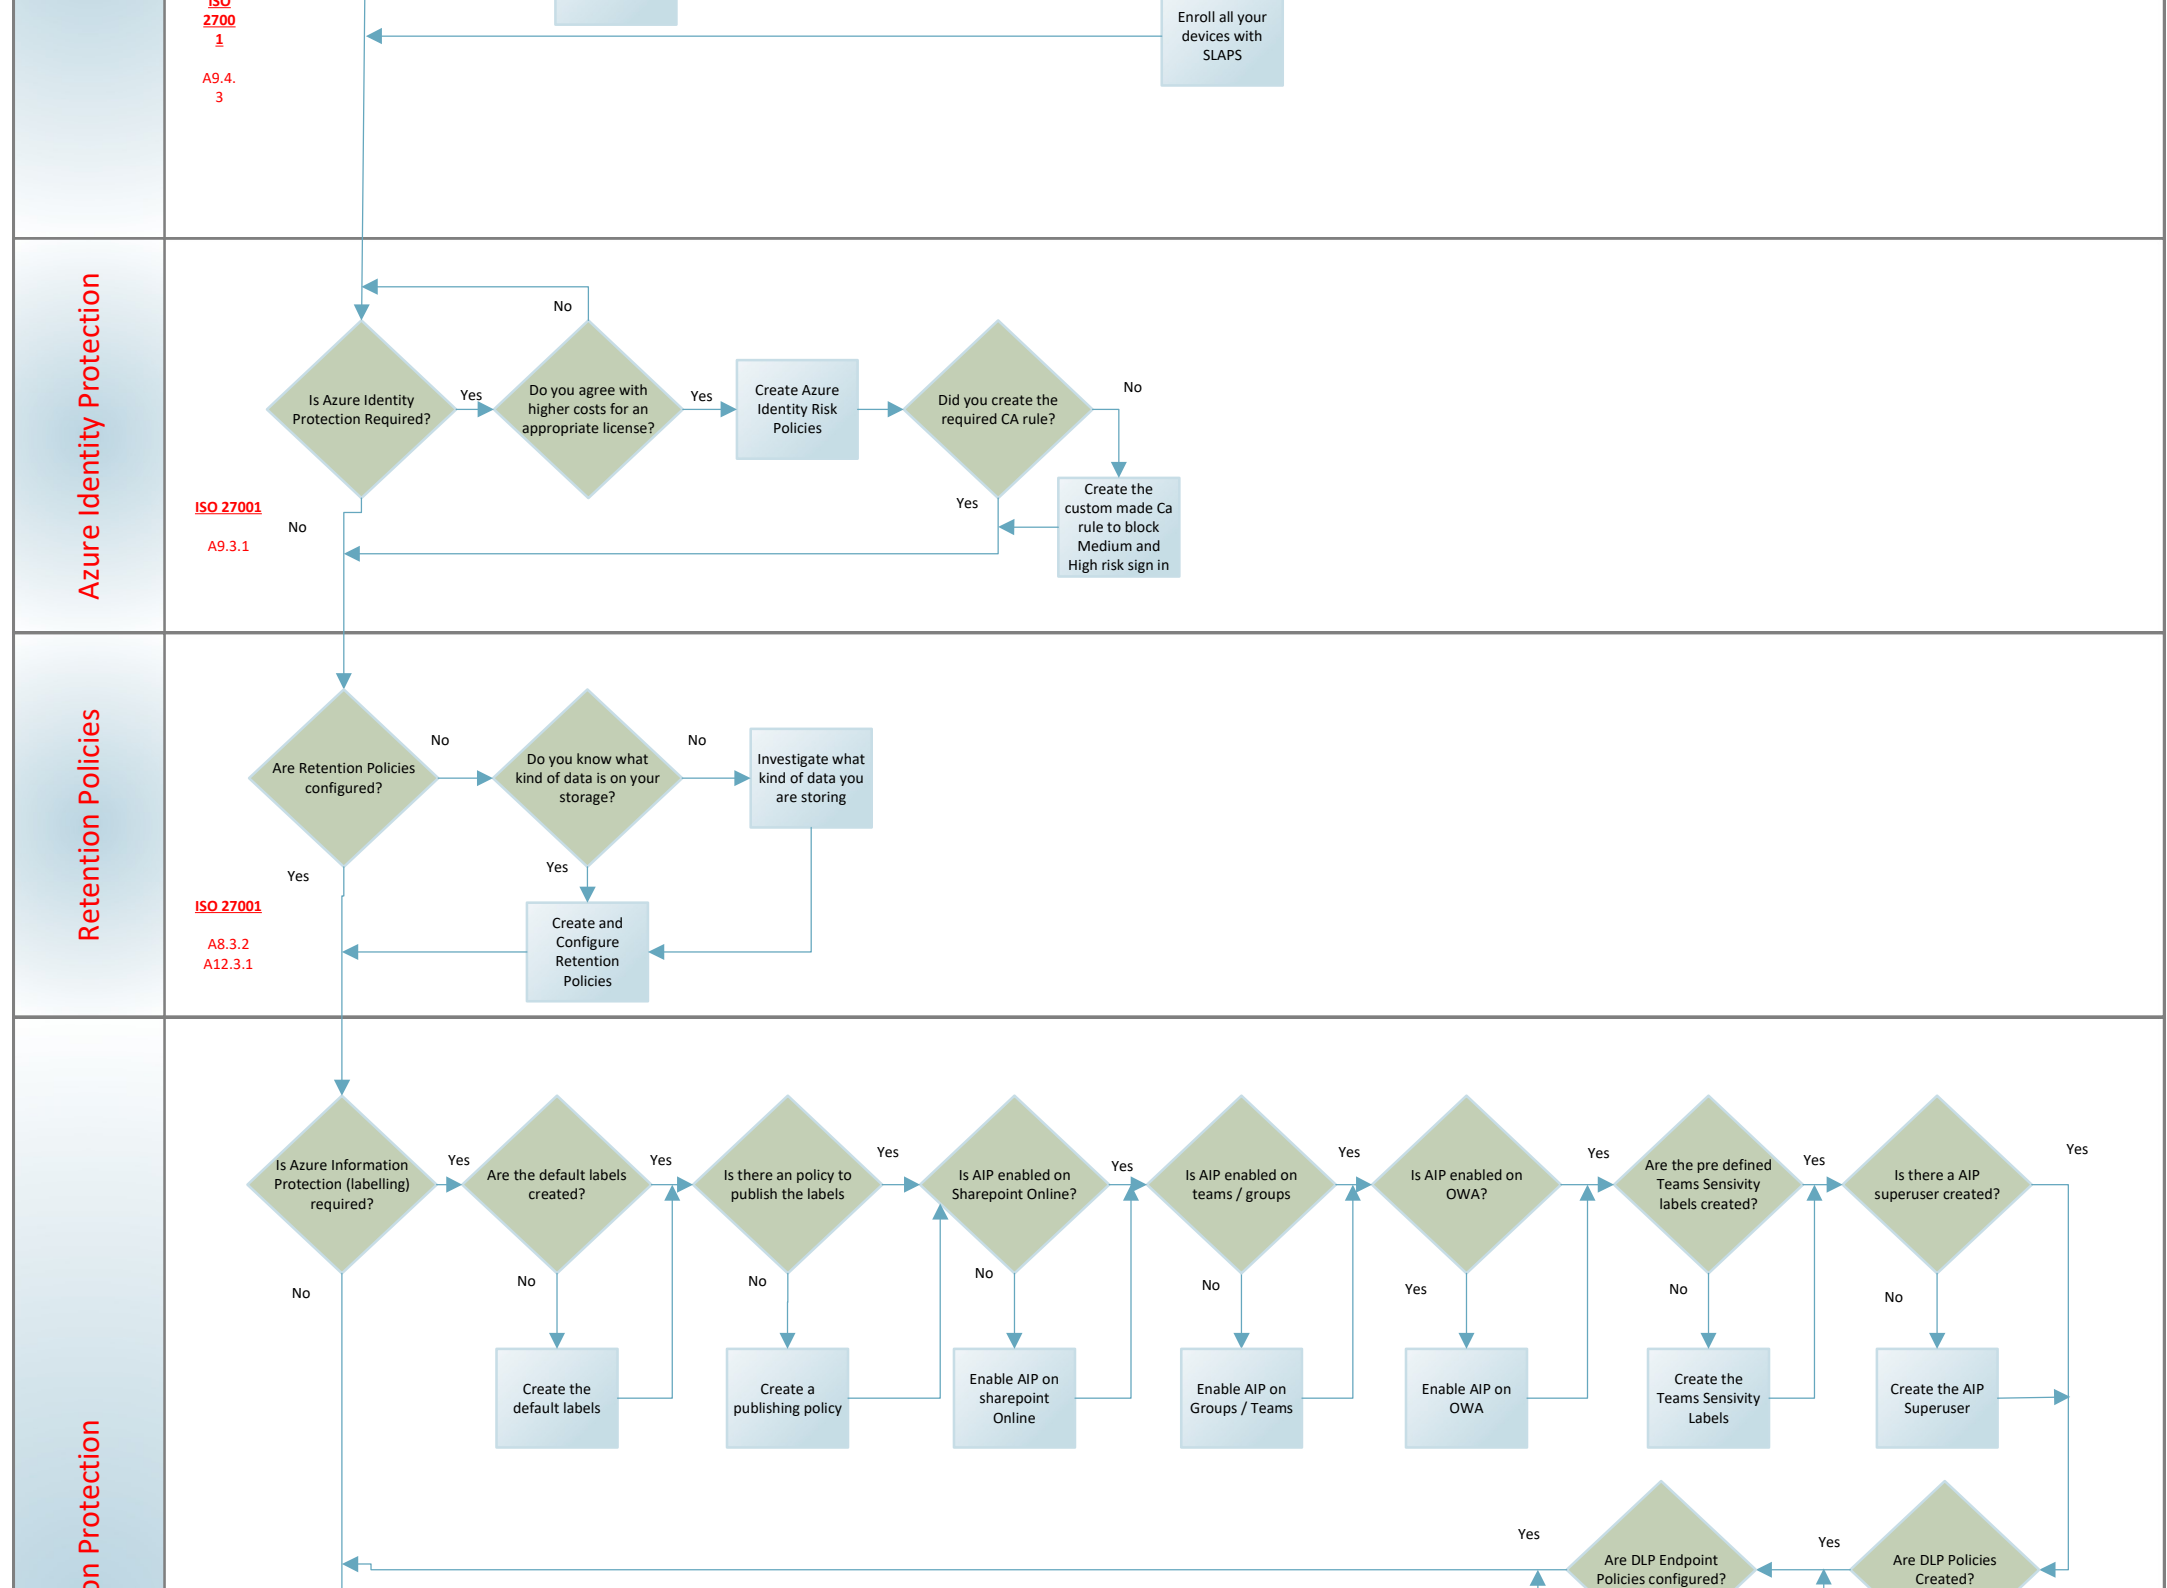 ISO
2700
1
A9.4.
3
Enroll all your
devices with
SLAPS
Azure Identity Protection
No
Is Azure Identity
Protection Required?
Yes
Do you agree with
higher costs for an
appropriate license?
Yes
Create Azure
Identity Risk
Policies
Did you create the
required CA rule?
No
Yes
Create the
custom made Ca
rule to block
Medium and
High risk sign in
ISO 27001
A9.3.1
No
Retention Policies
Are Retention Policies
configured?
No
Do you know what
kind of data is on your
storage?
No
Investigate what
kind of data you
are storing
Yes
Yes
Create and
Configure
Retention
Policies
ISO 27001
A8.3.2
A12.3.1
on Protection
Is Azure Information
Protection (labelling)
required?
Yes
Are the default labels
created?
Yes
Is there an policy to
publish the labels
Yes
Is AIP enabled on
Sharepoint Online?
Yes
Is AIP enabled on
teams / groups
Yes
Is AIP enabled on
OWA?
Yes
Are the pre defined
Teams Sensivity
labels created?
Yes
Is there a AIP
superuser created?
Yes
No
No
No
No
No
Yes
No
No
Create the
default labels
Create a
publishing policy
Enable AIP on
sharepoint
Online
Enable AIP on
Groups / Teams
Enable AIP on
OWA
Create the
Teams Sensivity
Labels
Create the AIP
Superuser
Yes
Are DLP Endpoint
Policies configured?
Yes
Are DLP Policies
Created?